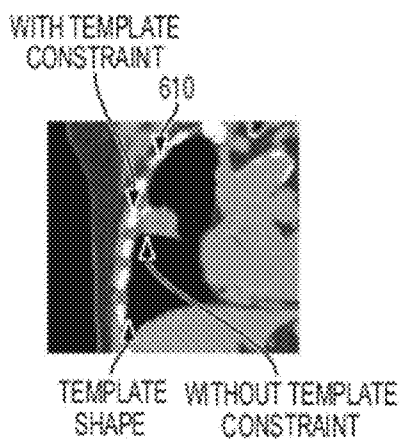 WITH TEMPLATE
CONSTRAINT
610
TEMPLATE
SHAPE
WITHOUT TEMPLATE
CONSTRAINT